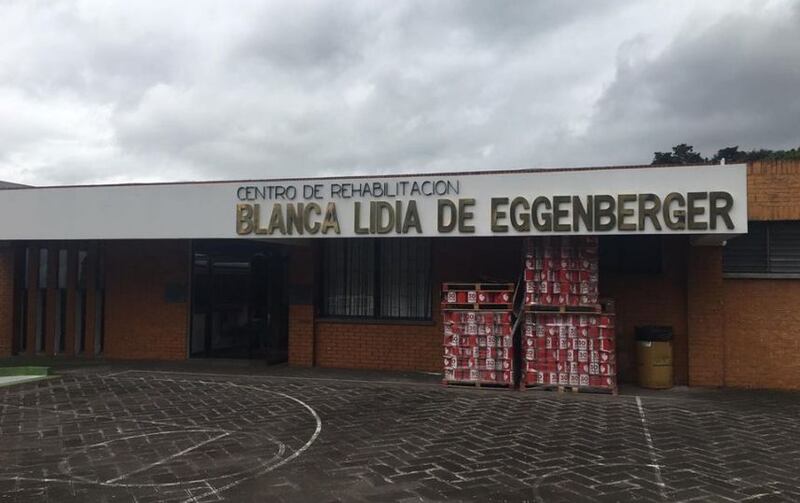 CENTRO DE REHABILITACION
BLANCA LIDIA DE EGGENBERGER